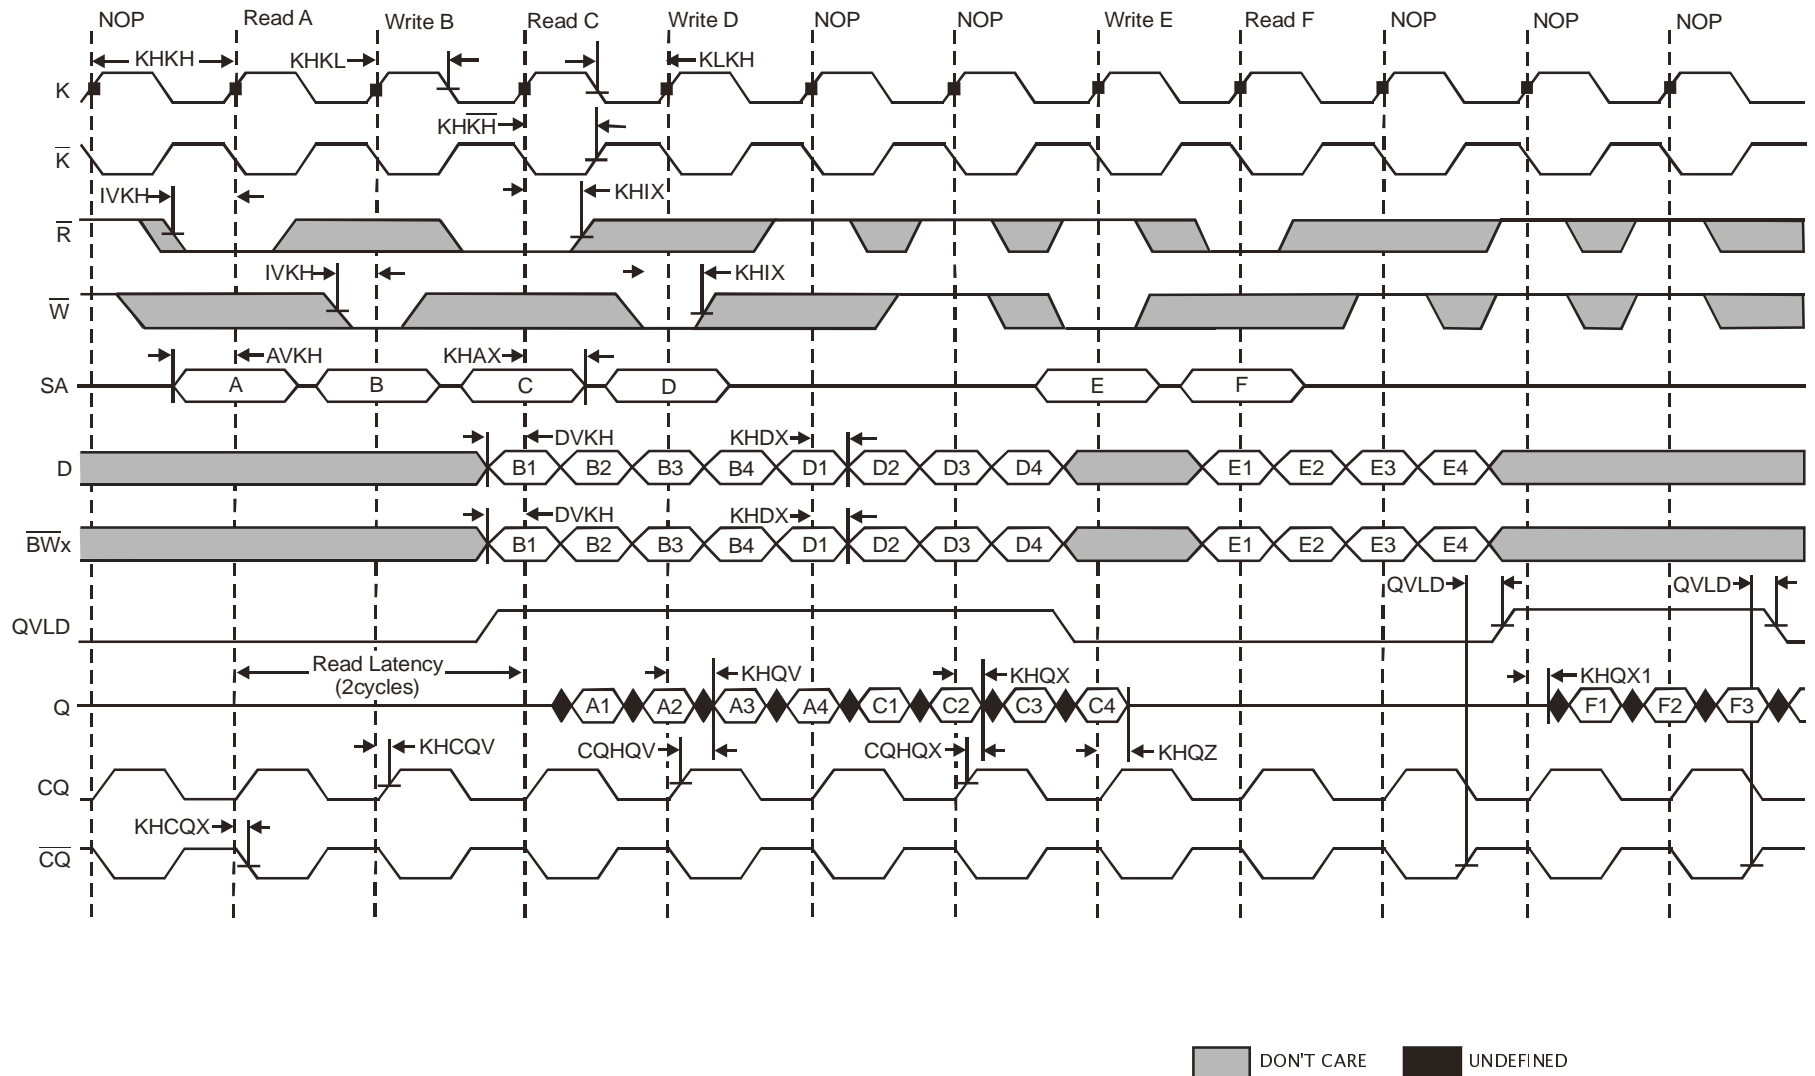 NOP Read A Write B Read C Write D NOP NOP Write E Read F NOP NOP NOP
KHKH KHKL KLKH
K
KHK̅H̅
K̅
IVKH KHIX
R̅
IVKH KHIX
W̅
AVKH KHAX
SA A B C D E F
DVKH KHDX
D B1 B2 B3 B4 D1 D2 D3 D4 E1 E2 E3 E4
DVKH KHDX
B̅W̅x B1 B2 B3 B4 D1 D2 D3 D4 E1 E2 E3 E4
QVLD QVLD
QVLD
Read Latency
(2cycles)
KHQV KHQX KHQX1
Q A1 A2 A3 A4 C1 C2 C3 C4 F1 F2 F3
KHCQV CQHQV CQHQX KHQZ
CQ
KHCQX
C̅Q̅
DON'T CARE UNDEFINED